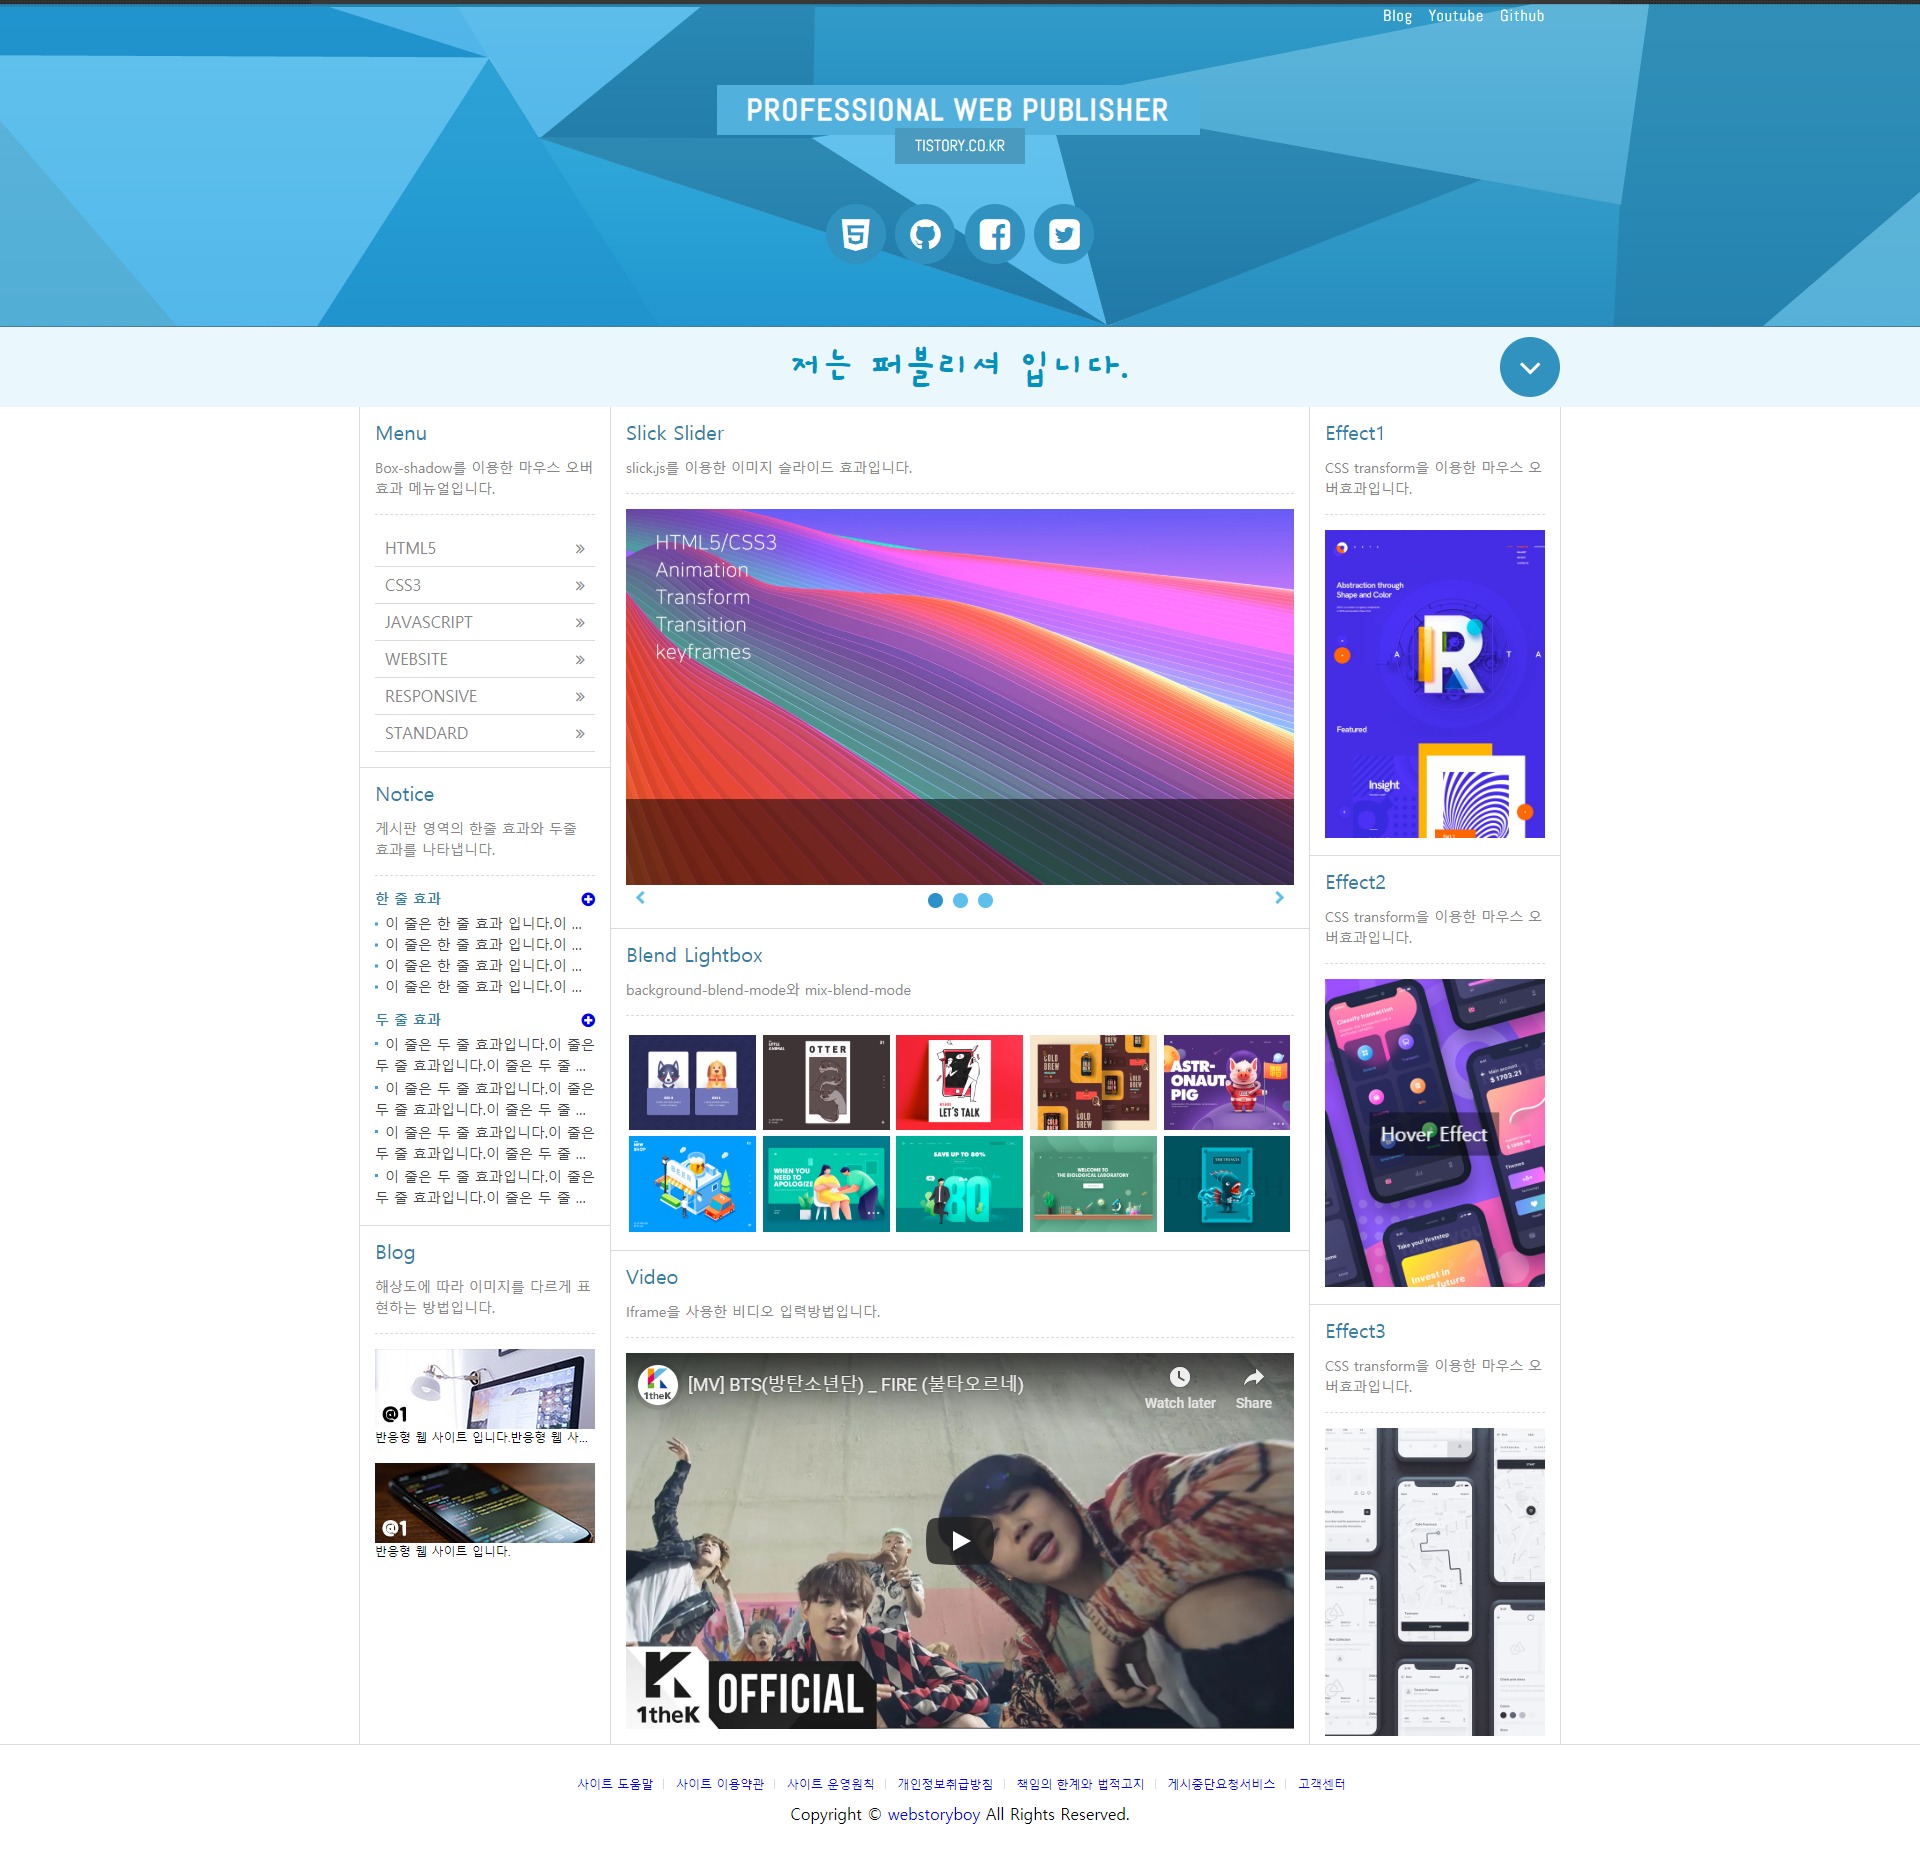 Blog Youtube Github
PROFESSIONAL WEB PUBLISHER
TISTORY.CO.KR
저는 퍼블리셔 입니다.
Menu
Box-shadow를 이용한 마우스 오버
효과 메뉴얼입니다.
HTML5
CSS3
JAVASCRIPT
WEBSITE
RESPONSIVE
STANDARD
Notice
게시판 영역의 한줄 효과와 두줄
효과를 나타냅니다.
한 줄 효과
이 줄은 한 줄 효과 입니다.이 ...
이 줄은 한 줄 효과 입니다.이 ...
이 줄은 한 줄 효과 입니다.이 ...
이 줄은 한 줄 효과 입니다.이 ...
두 줄 효과
이 줄은 두 줄 효과입니다.이 줄은
두 줄 효과입니다.이 줄은 두 줄 ...
이 줄은 두 줄 효과입니다.이 줄은
두 줄 효과입니다.이 줄은 두 줄 ...
이 줄은 두 줄 효과입니다.이 줄은
두 줄 효과입니다.이 줄은 두 줄 ...
이 줄은 두 줄 효과입니다.이 줄은
두 줄 효과입니다.이 줄은 두 줄 ...
Blog
해상도에 따라 이미지를 다르게 표
현하는 방법입니다.
@1
반응형 웹 사이트 입니다.반응형 웹 사...
@1
반응형 웹 사이트 입니다.
Slick Slider
slick.js를 이용한 이미지 슬라이드 효과입니다.
HTML5/CSS3
Animation
Transform
Transition
keyframes
Blend Lightbox
background-blend-mode와 mix-blend-mode
OTTER
LET'S TALK
COLD
BREW
ASTR-
ONAUT
PIG
WHEN YOU
NEED TO
APOLOGIZE
SAVE UP TO 80%
80
WELCOME TO
THE BIOLOGICAL LABORATORY
Video
Iframe을 사용한 비디오 입력방법입니다.
1theK
[MV] BTS(방탄소년단) _ FIRE (불타오르네)
Watch later
Share
1theK
OFFICIAL
Effect1
CSS transform을 이용한 마우스 오
버효과입니다.
Abstraction through
Shape and Color
R
A T A
Featured
Insight
Effect2
CSS transform을 이용한 마우스 오
버효과입니다.
Classify transaction
Main account
$ 1703.21
Hover Effect
Themes
Take your firststep
Invest in
future
Effect3
CSS transform을 이용한 마우스 오
버효과입니다.
사이트 도움말
사이트 이용약관
사이트 운영원칙
개인정보취급방침
책임의 한계와 법적고지
게시중단요청서비스
고객센터
Copyright © webstoryboy All Rights Reserved.